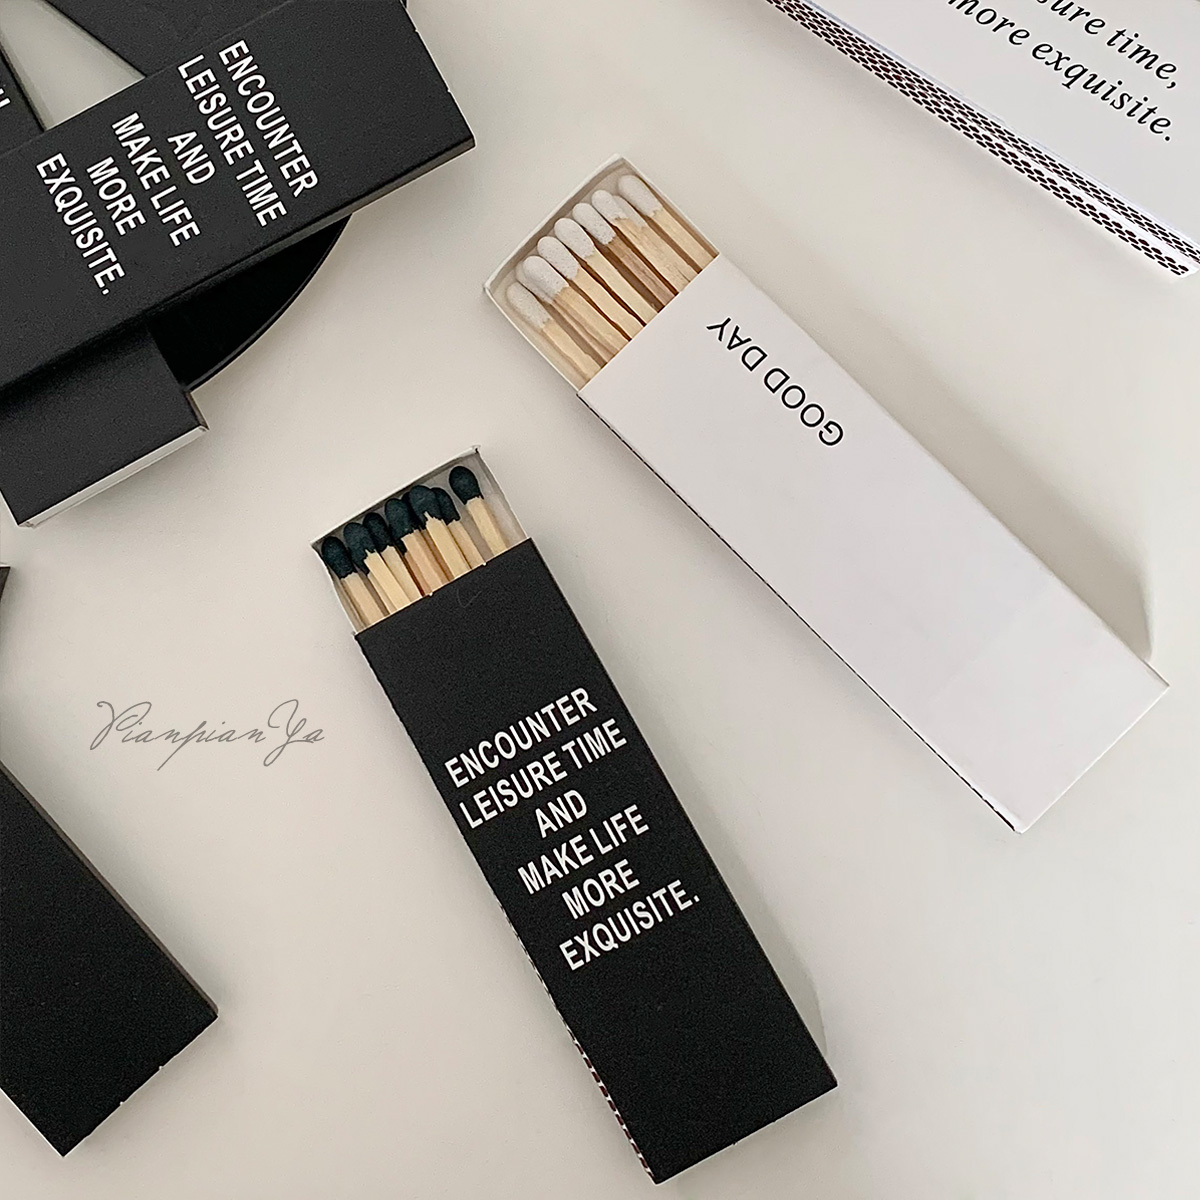 ENCOUNTER
LEISURE TIME
AND
MAKE LIFE
MORE
EXQUISITE.
sure time,
more exquisite.
GOOD DAY
PianpianYa
ENCOUNTER
LEISURE TIME
AND
MAKE LIFE
MORE
EXQUISITE.